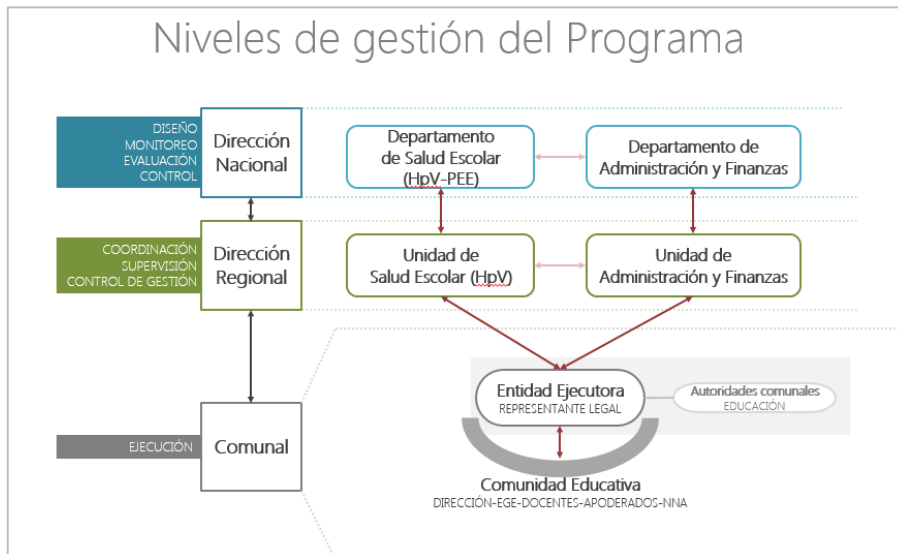 Niveles de gestión del Programa
DISEÑO
MONITOREO
EVALUACIÓN
CONTROL
Dirección
Nacional
Departamento
de Salud Escolar
(HpV-PEE)
Departamento de
Administración y Finanzas
COORDINACIÓN
SUPERVISIÓN
CONTROL DE GESTIÓN
Dirección
Regional
Unidad de
Salud Escolar (HpV)
Unidad de
Administración y Finanzas
EJECUCIÓN
Comunal
Entidad Ejecutora
REPRESENTANTE LEGAL
Autoridades comunales
EDUCACIÓN
Comunidad Educativa
DIRECCIÓN-EGE-DOCENTES-APODERADOS-NNA